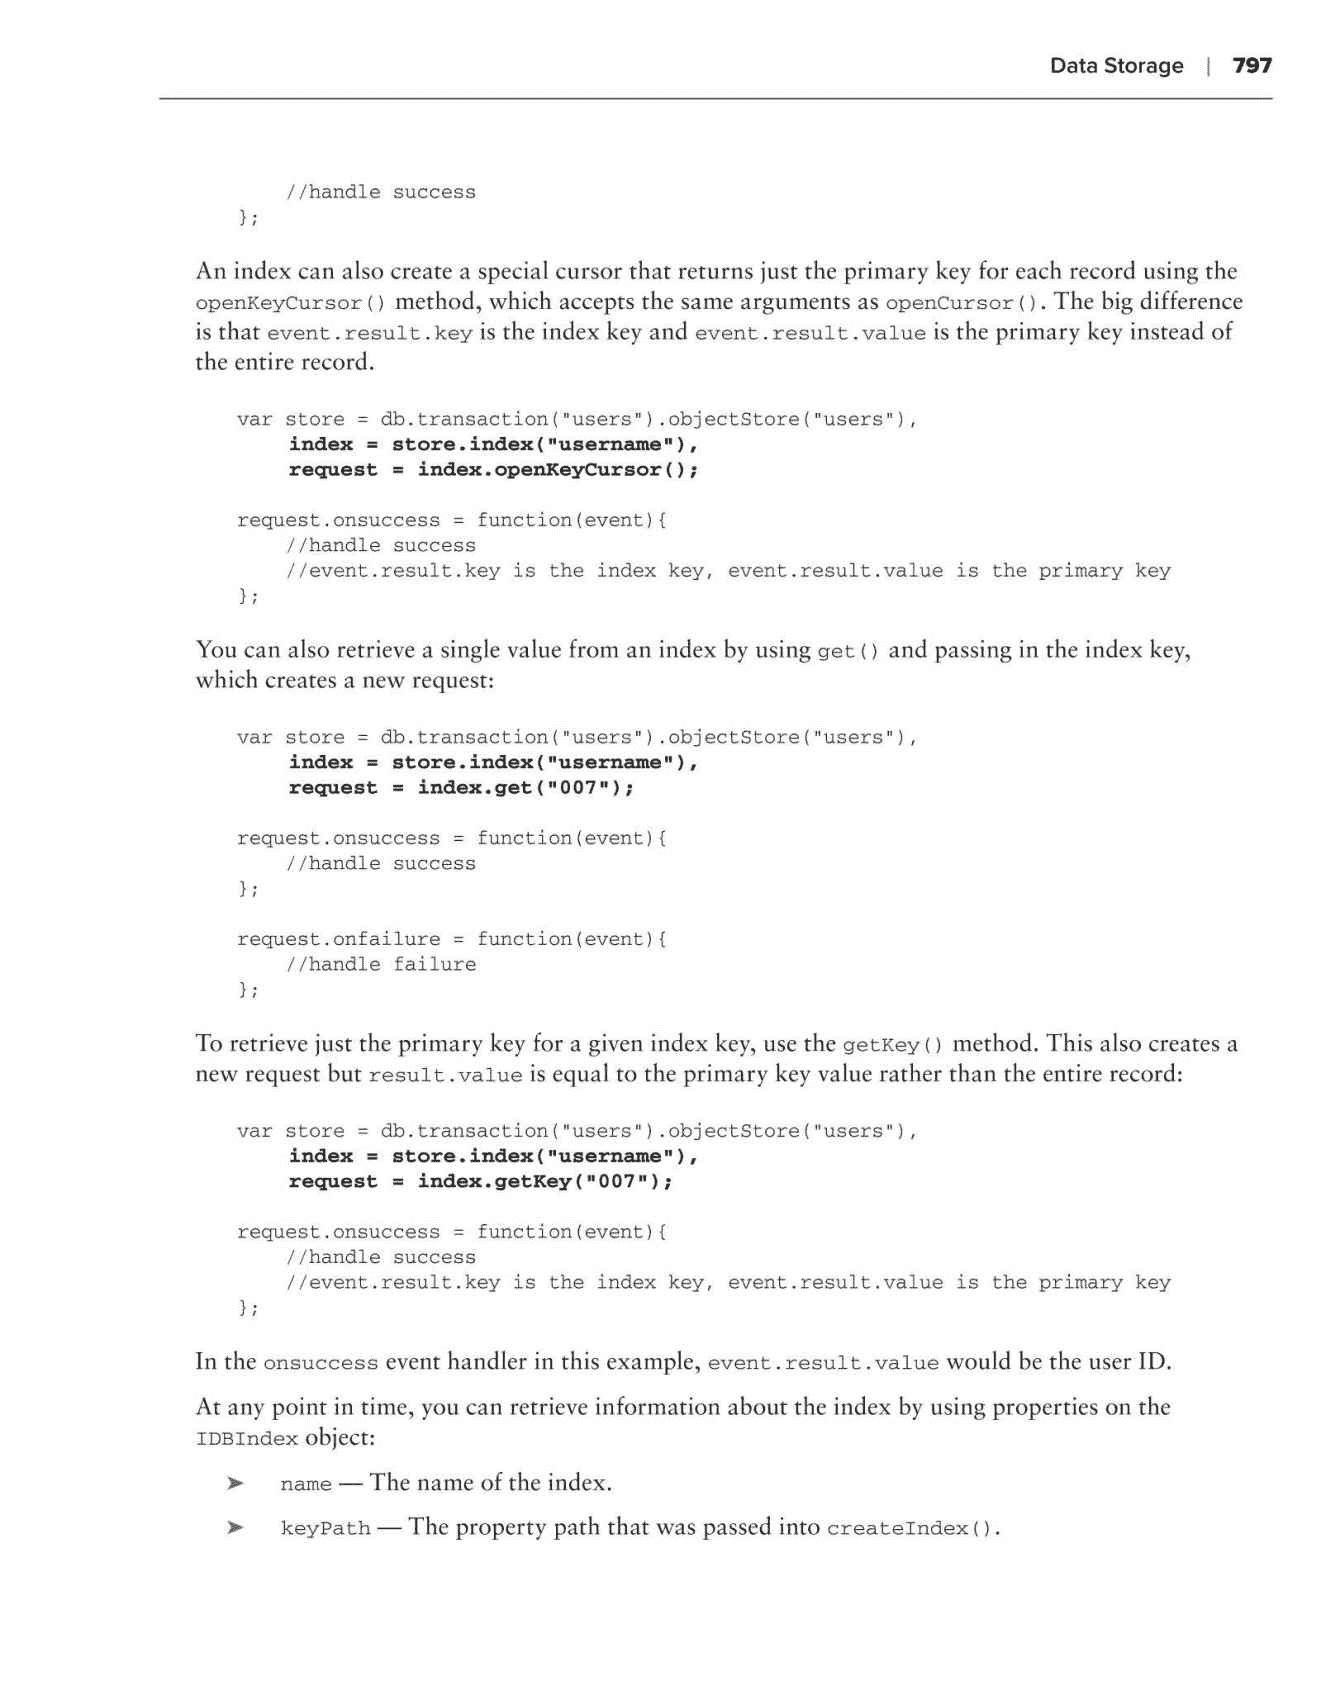 Data Storage | 797
//handle success
};
An index can also create a special cursor that returns just the primary key for each record using the
openKeyCursor() method, which accepts the same arguments as openCursor(). The big difference
is that event.result.key is the index key and event.result.value is the primary key instead of
the entire record.
var store = db.transaction("users").objectStore("users"),
index = store.index("username"),
request = index.openKeyCursor();
request.onsuccess = function(event){
//handle success
//event.result.key is the index key, event.result.value is the primary key
};
You can also retrieve a single value from an index by using get() and passing in the index key,
which creates a new request:
var store = db.transaction("users").objectStore("users"),
index = store.index("username"),
request = index.get("007");
request.onsuccess = function(event){
//handle success
};
request.onfailure = function(event){
//handle failure
};
To retrieve just the primary key for a given index key, use the getKey() method. This also creates a
new request but result.value is equal to the primary key value rather than the entire record:
var store = db.transaction("users").objectStore("users"),
index = store.index("username"),
request = index.getKey("007");
request.onsuccess = function(event){
//handle success
//event.result.key is the index key, event.result.value is the primary key
};
In the onsuccess event handler in this example, event.result.value would be the user ID.
At any point in time, you can retrieve information about the index by using properties on the
IDBIndex object:
➤ name — The name of the index.
➤ keyPath — The property path that was passed into createIndex().